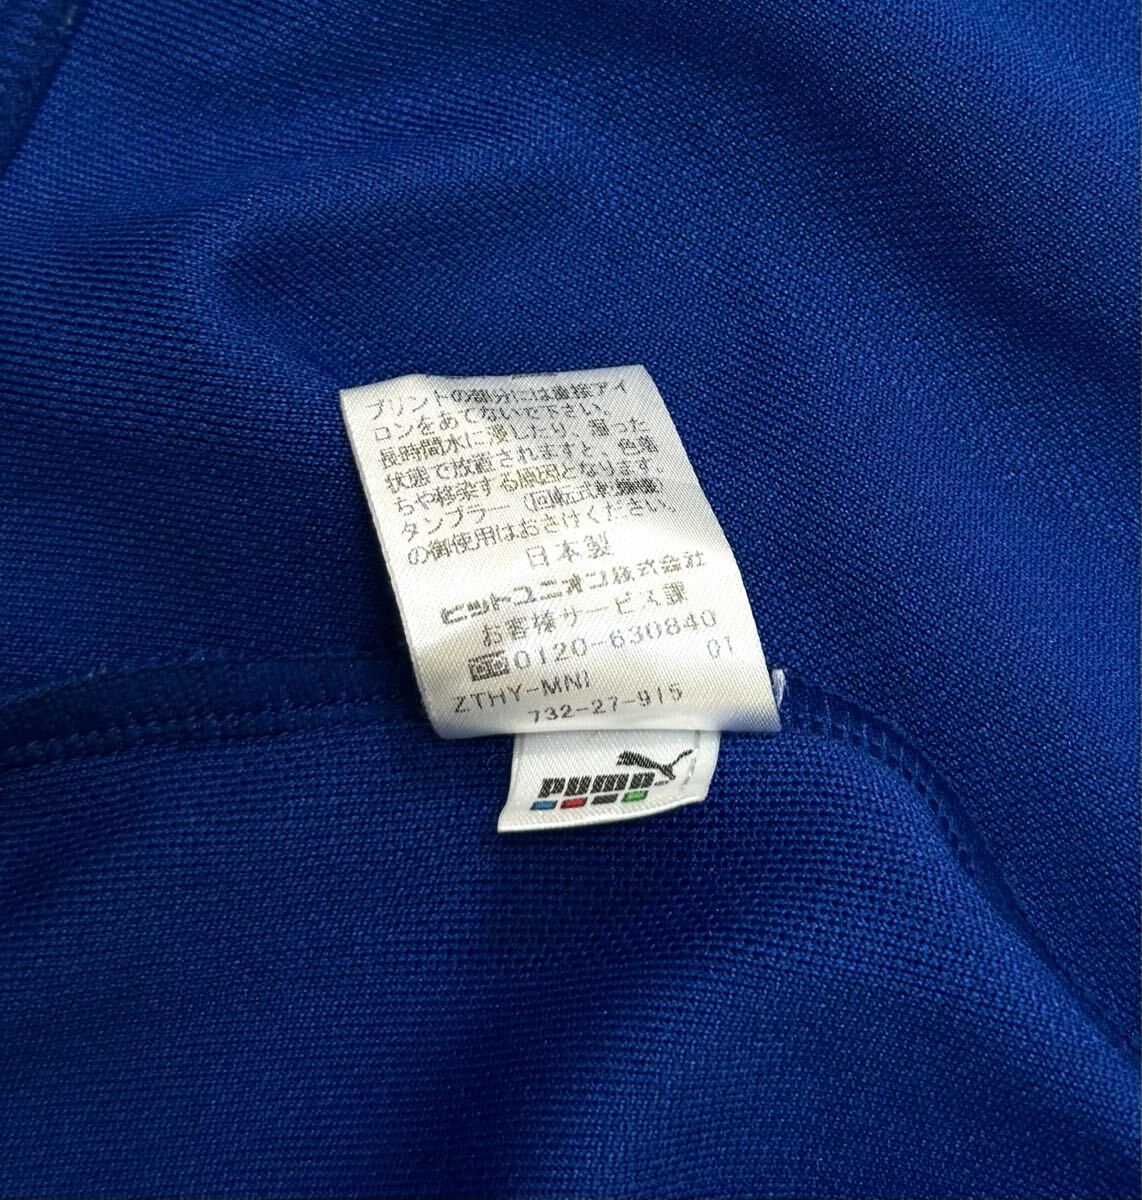 プリントの部分には直接アイ
ロンをあてないで下さい。
長時間水に浸したり、湿った
状態で放置されますと、色落
ちや移染する原因となります。
タンブラー(回転式乾燥機)
の御使用はおさけください。
日本製
ヒットユニオン株式会社
お客様サービス課
0120-630840
01
ZTHY-MNI
732-27-915
PUMA